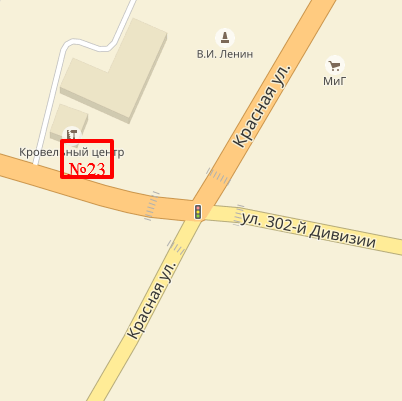 В.И. Ленин
МиГ
Красная ул.
Кровельный центр
№23
ул. 302-й Дивизии
Красная ул.